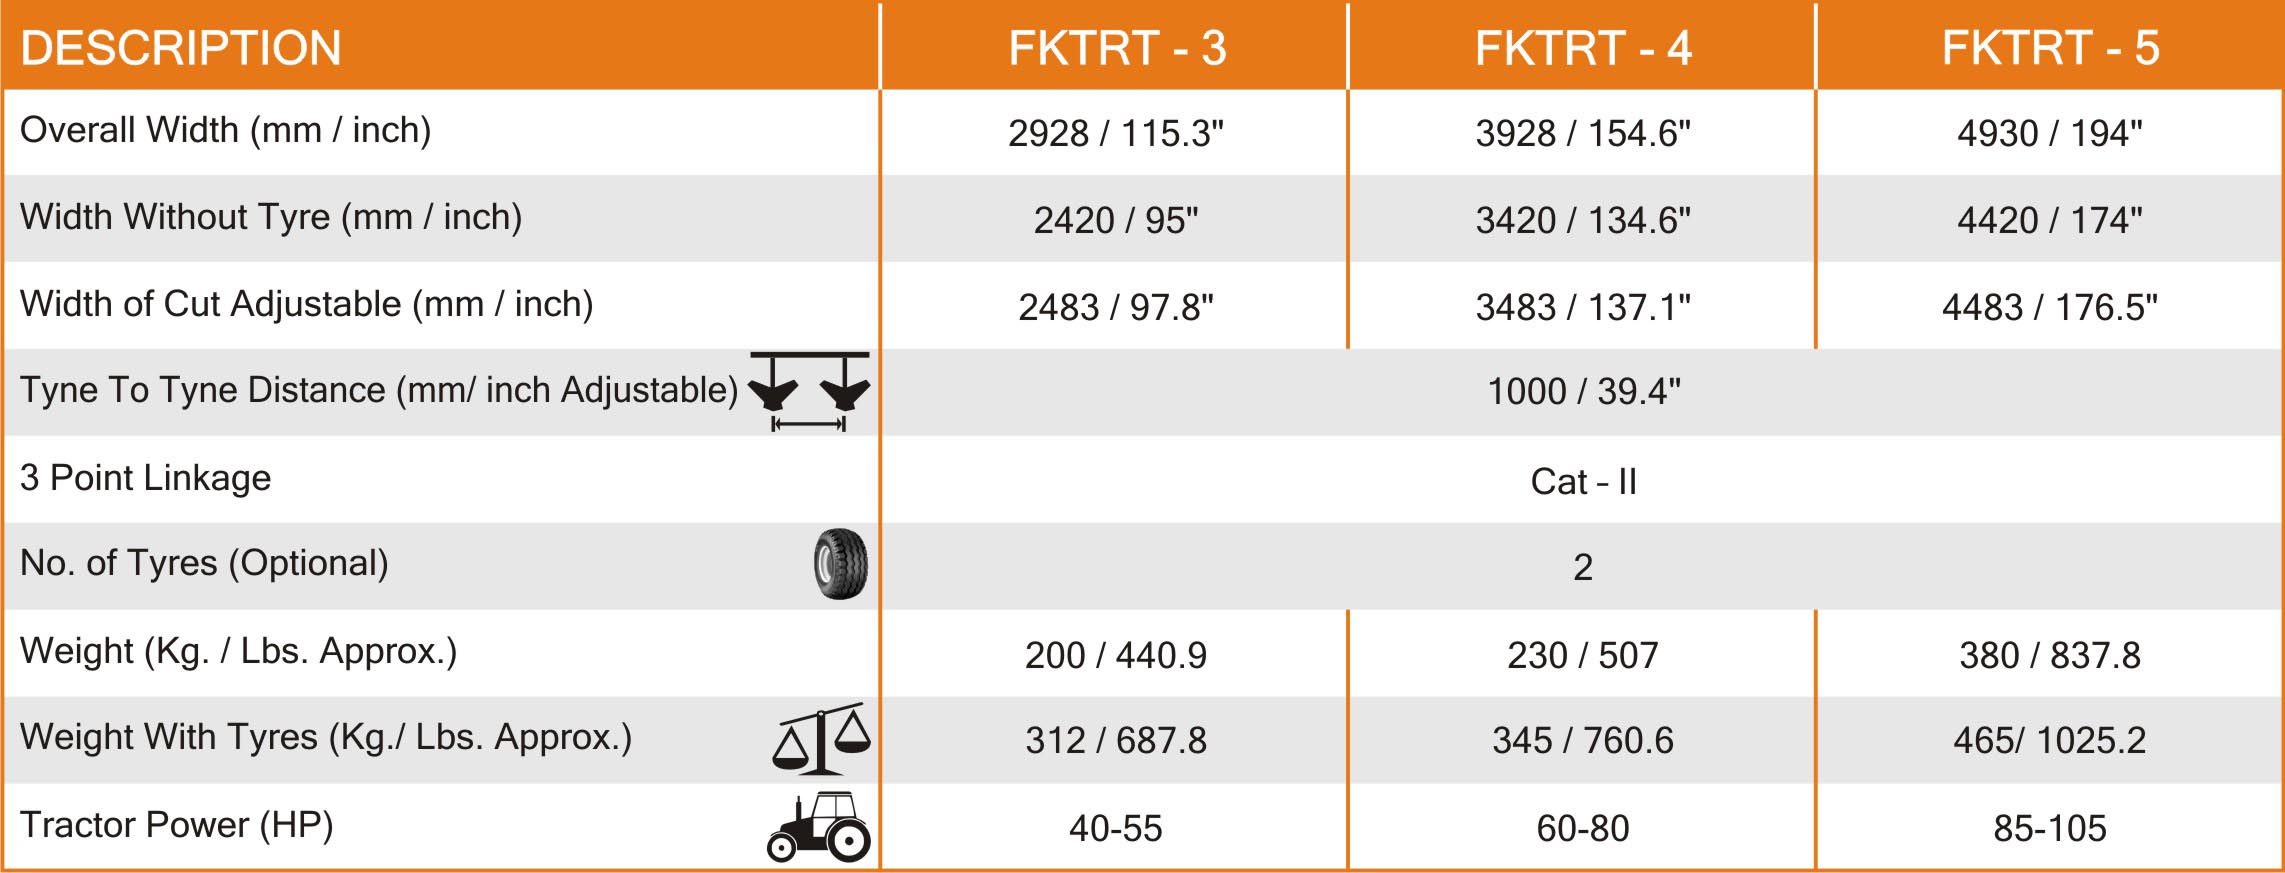 DESCRIPTION FKTRT - 3 FKTRT - 4 FKTRT - 5
Overall Width (mm / inch) 2928 / 115.3" 3928 / 154.6" 4930 / 194"
Width Without Tyre (mm / inch) 2420 / 95" 3420 / 134.6" 4420 / 174"
Width of Cut Adjustable (mm / inch) 2483 / 97.8" 3483 / 137.1" 4483 / 176.5"
Tyne To Tyne Distance (mm/ inch Adjustable) 1000 / 39.4"
3 Point Linkage Cat - II
No. of Tyres (Optional) 2
Weight (Kg. / Lbs. Approx.) 200 / 440.9 230 / 507 380 / 837.8
Weight With Tyres (Kg./ Lbs. Approx.) 312 / 687.8 345 / 760.6 465/ 1025.2
Tractor Power (HP) 40-55 60-80 85-105